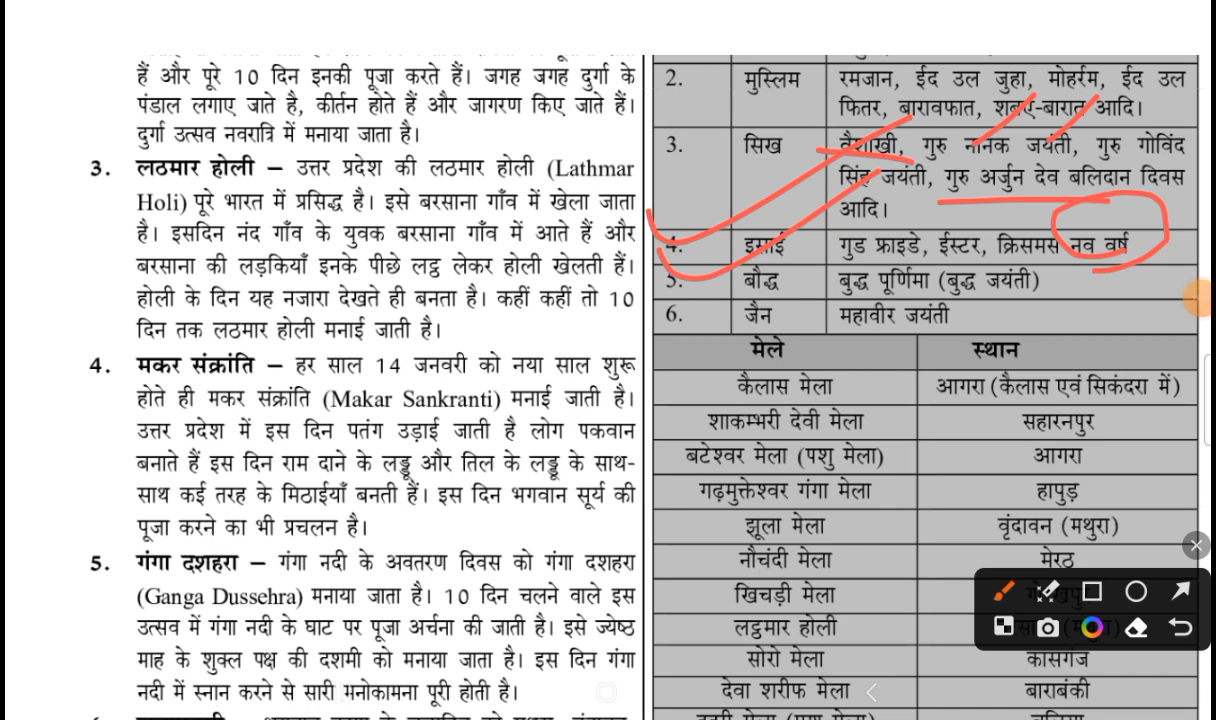 हैं और पूरे 10 दिन इनकी पूजा करते हैं। जगह जगह दुर्गा के
पंडाल लगाए जाते है, कीर्तन होते हैं और जागरण किए जाते हैं।
दुर्गा उत्सव नवरात्रि में मनाया जाता है।
3. लठमार होली – उत्तर प्रदेश की लठमार होली (Lathmar
Holi) पूरे भारत में प्रसिद्ध है। इसे बरसाना गाँव में खेला जाता
है। इसदिन नंद गाँव के युवक बरसाना गाँव में आते हैं और
बरसाना की लड़कियाँ इनके पीछे लट्ठ लेकर होली खेलती हैं।
होली के दिन यह नजारा देखते ही बनता है। कहीं कहीं तो 10
दिन तक लठमार होली मनाई जाती है।
4. मकर संक्रांति – हर साल 14 जनवरी को नया साल शुरू
होते ही मकर संक्रांति (Makar Sankranti) मनाई जाती है।
उत्तर प्रदेश में इस दिन पतंग उड़ाई जाती है लोग पकवान
बनाते हैं इस दिन राम दाने के लड्डू और तिल के लड्डू के साथ-
साथ कई तरह के मिठाईयाँ बनती हैं। इस दिन भगवान सूर्य की
पूजा करने का भी प्रचलन है।
5. गंगा दशहरा – गंगा नदी के अवतरण दिवस को गंगा दशहरा
(Ganga Dussehra) मनाया जाता है। 10 दिन चलने वाले इस
उत्सव में गंगा नदी के घाट पर पूजा अर्चना की जाती है। इसे ज्येष्ठ
माह के शुक्ल पक्ष की दशमी को मनाया जाता है। इस दिन गंगा
नदी में स्नान करने से सारी मनोकामना पूरी होती है।
2. मुस्लिम रमजान, ईद उल जुहा, मोहर्रम, ईद उल
फितर, बारावफात, शबए-बारात आदि।
3. सिख वैशाखी, गुरु नानक जयंती, गुरु गोविंद
सिंह जयंती, गुरु अर्जुन देव बलिदान दिवस
आदि।
4. इसाई गुड फ्राइडे, ईस्टर, क्रिसमस नव वर्ष
5. बौद्ध बुद्ध पूर्णिमा (बुद्ध जयंती)
6. जैन महावीर जयंती
मेले स्थान
कैलास मेला आगरा (कैलास एवं सिकंदरा में)
शाकम्भरी देवी मेला सहारनपुर
बटेश्वर मेला (पशु मेला) आगरा
गढ़मुक्तेश्वर गंगा मेला हापुड़
झूला मेला वृंदावन (मथुरा)
नौचंदी मेला मेरठ
खिचड़ी मेला
लट्ठमार होली
सोरो मेला कासगंज
देवा शरीफ मेला बाराबंकी